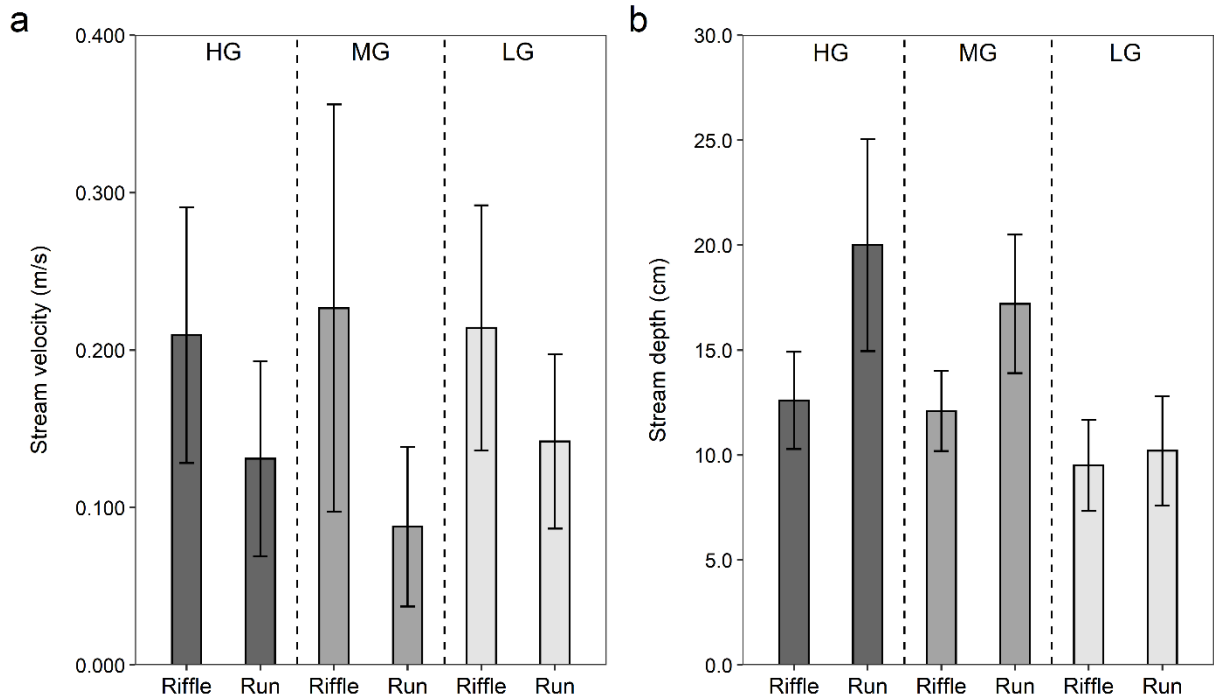 a
HG MG LG
0.400
0.300
0.200
0.100
0.000
Stream velocity (m/s)
Riffle Run Riffle Run Riffle Run
b
HG MG LG
30.0
25.0
20.0
15.0
10.0
5.0
0.0
Stream depth (cm)
Riffle Run Riffle Run Riffle Run